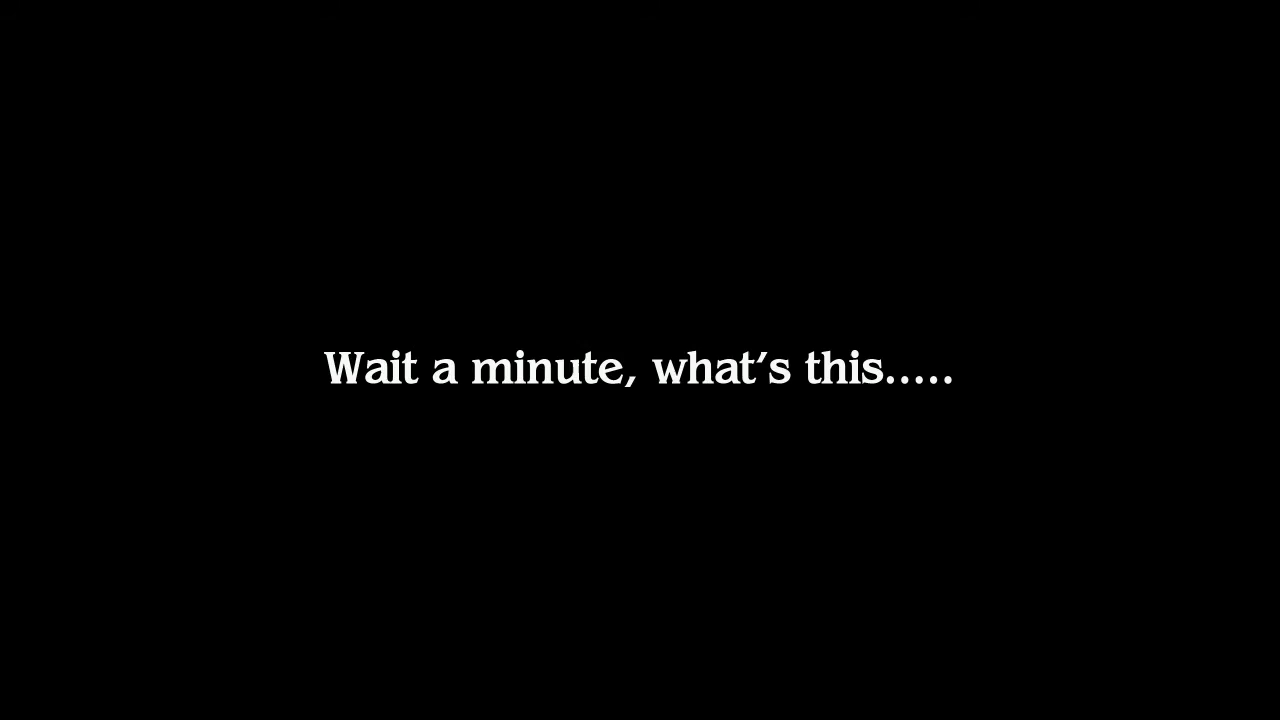 Wait a minute, what’s this.....